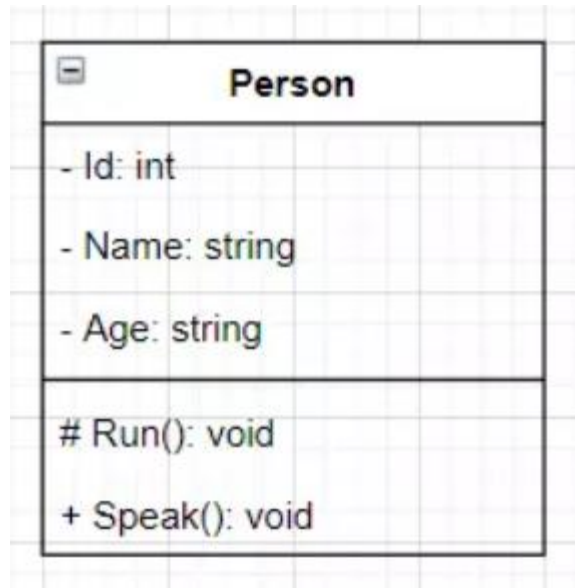 Person
- Id: int
- Name: string
- Age: string
# Run(): void
+ Speak(): void